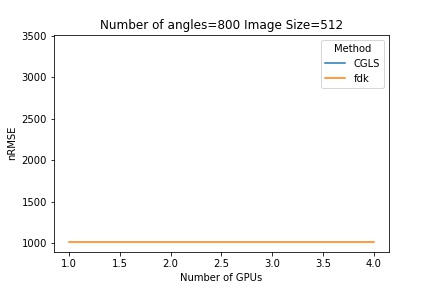 Number of angles=800 Image Size=512
3500
3000
2500
2000
1500
1000
nRMSE
Method
CGLS
fdk
1.0 1.5 2.0 2.5 3.0 3.5 4.0
Number of GPUs